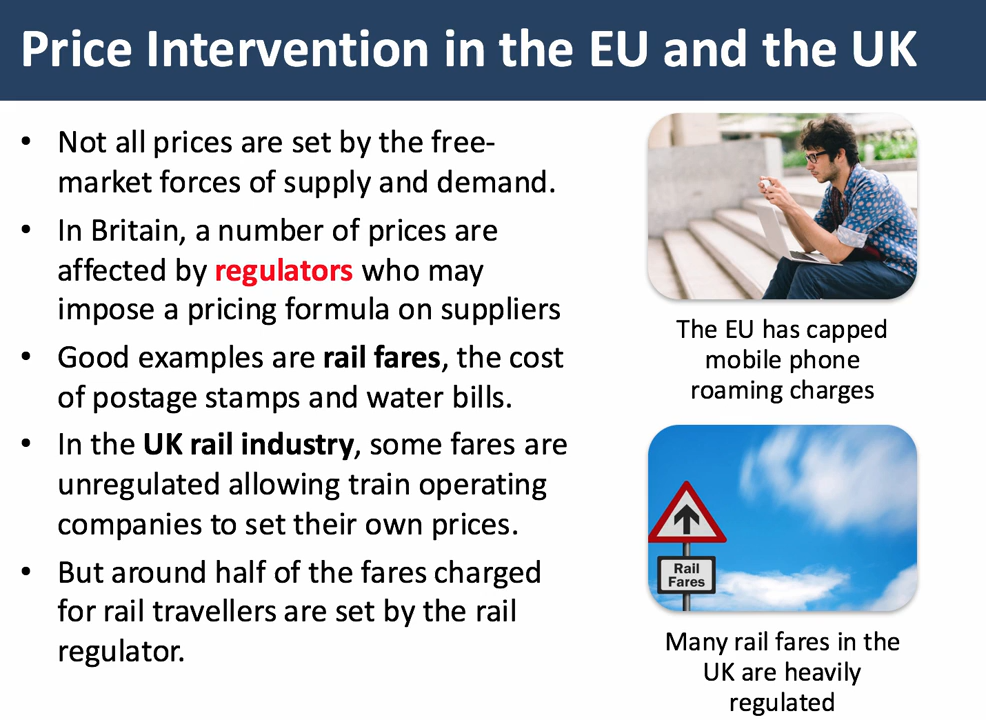 Price Intervention in the EU and the UK
• Not all prices are set by the free-
market forces of supply and demand.
• In Britain, a number of prices are
affected by regulators who may
impose a pricing formula on suppliers
• Good examples are rail fares, the cost
of postage stamps and water bills.
• In the UK rail industry, some fares are
unregulated allowing train operating
companies to set their own prices.
• But around half of the fares charged
for rail travellers are set by the rail
regulator.
The EU has capped
mobile phone
roaming charges
Rail
Fares
Many rail fares in the
UK are heavily
regulated